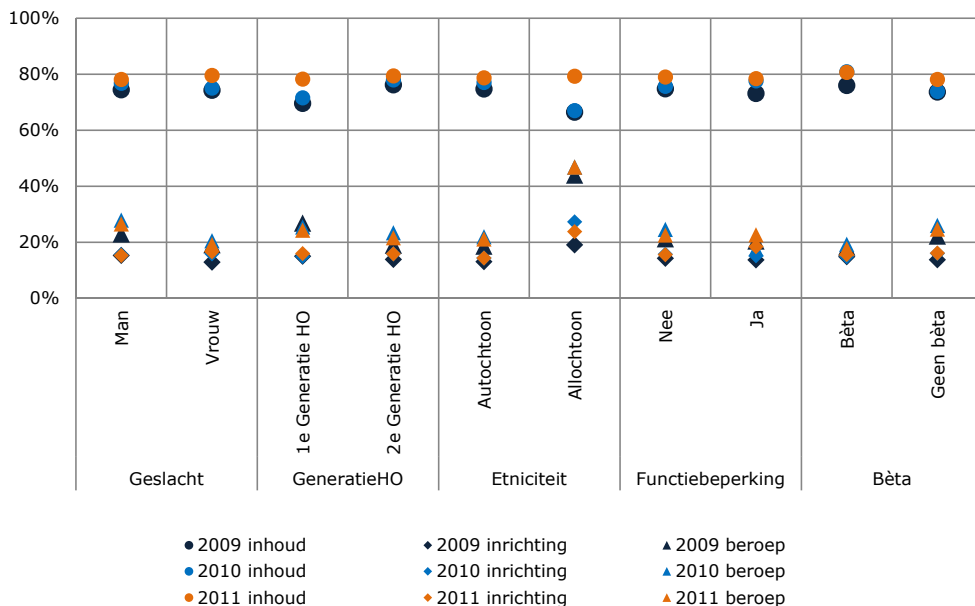 100%
80%
60%
40%
20%
0%
Man
Vrouw
1e Generatie HO
2e Generatie HO
Autochtoon
Allochtoon
Nee
Ja
Bèta
Geen bèta
Geslacht
GeneratieHO
Etniciteit
Functiebeperking
Bèta
2009 inhoud
2009 inrichting
2009 beroep
2010 inhoud
2010 inrichting
2010 beroep
2011 inhoud
2011 inrichting
2011 beroep